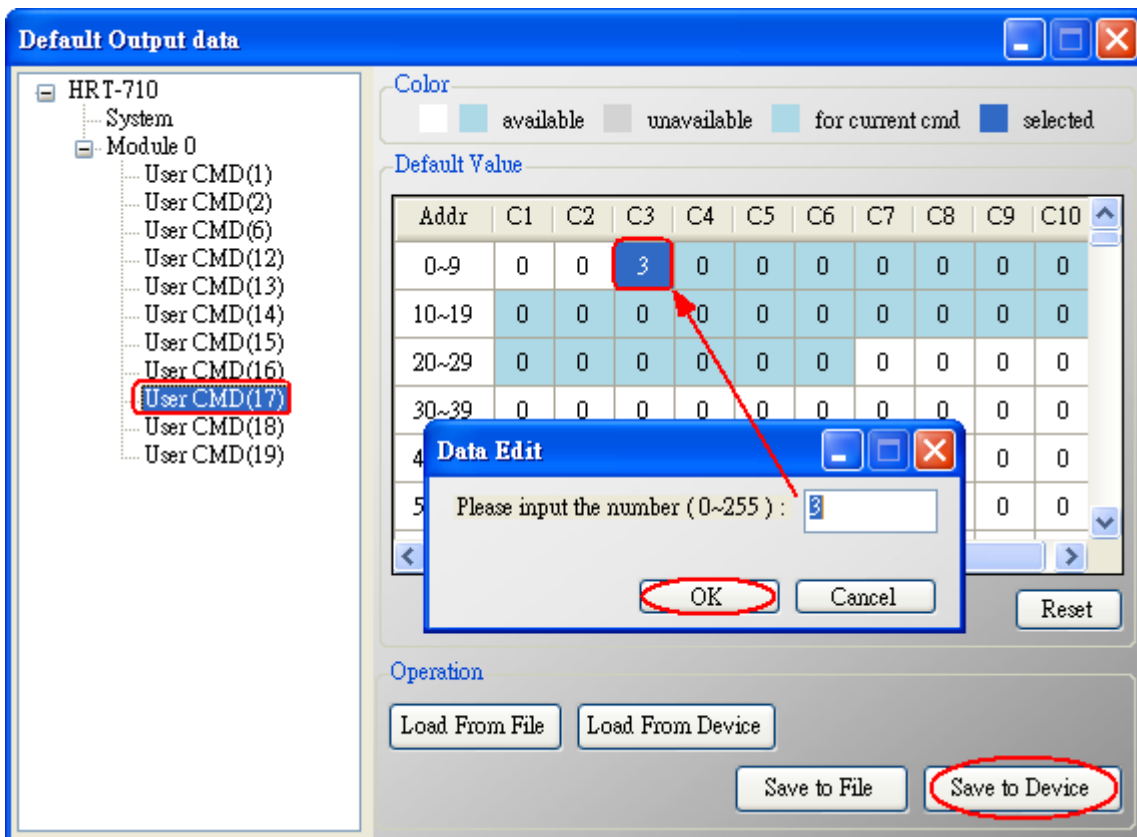 Default Output data
HRT-710
System
Module 0
User CMD(1)
User CMD(2)
User CMD(6)
User CMD(12)
User CMD(13)
User CMD(14)
User CMD(15)
User CMD(16)
User CMD(17)
User CMD(18)
User CMD(19)
Color
available unavailable for current cmd selected
Default Value
Addr C1 C2 C3 C4 C5 C6 C7 C8 C9 C10
0~9 0 0 3 0 0 0 0 0 0 0
10~19 0 0 0 0 0 0 0 0 0 0
20~29 0 0 0 0 0 0 0 0 0 0
30~39 0 0 0 0 0 0 0 0 0 0
4 0 0
5 0 0
Data Edit
Please input the number ( 0~255 ) : 3
OK Cancel
Reset
Operation
Load From File Load From Device
Save to File Save to Device